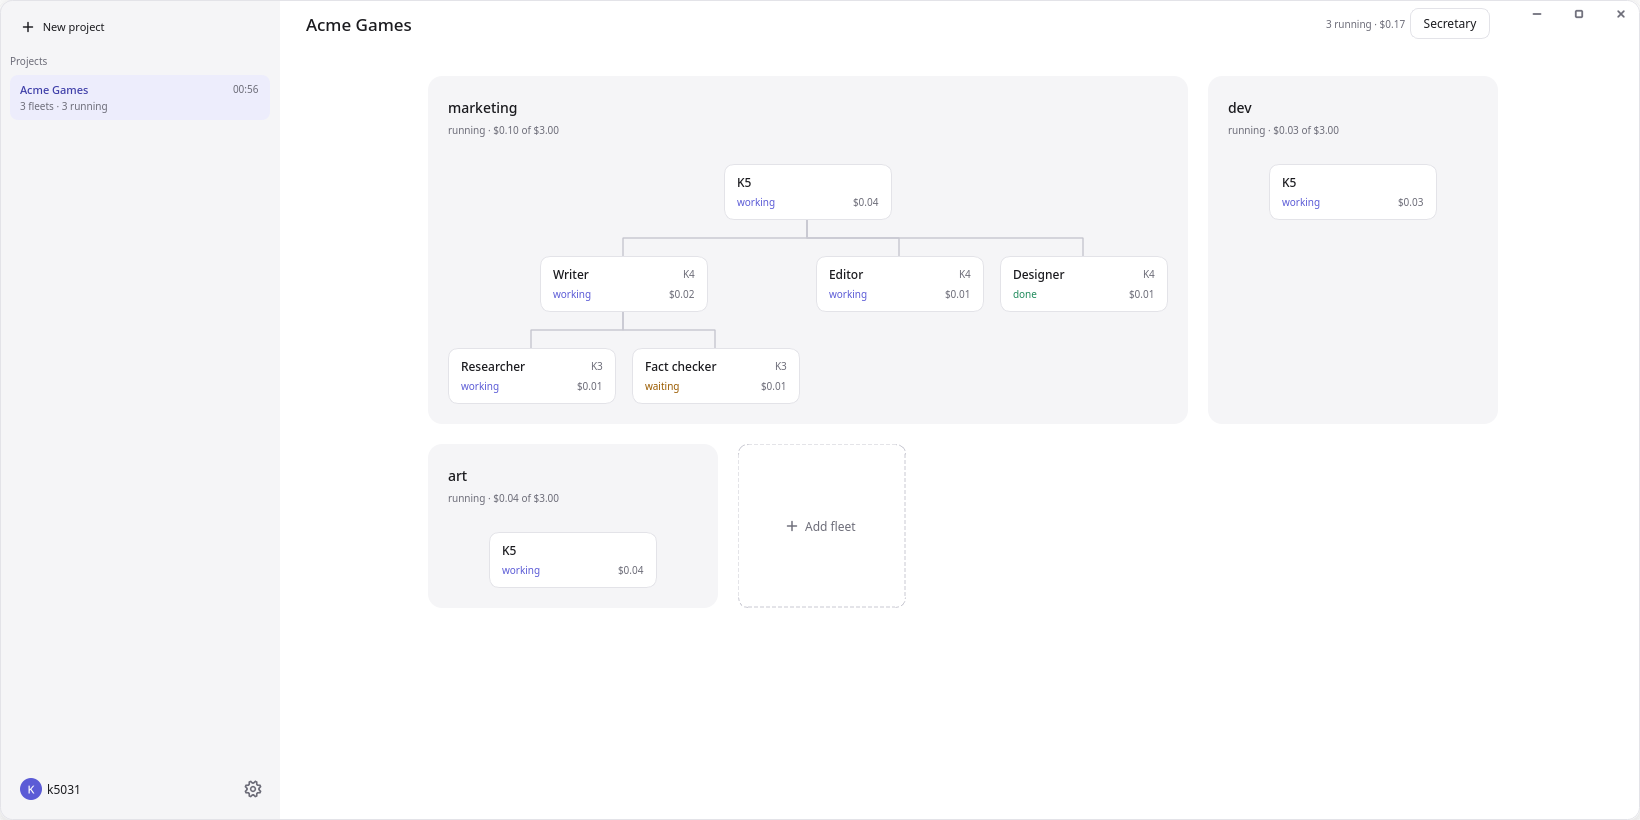 New project
Projects
Acme Games 00:56
3 fleets · 3 running
k5031
K
Acme Games
3 running · $0.17 Secretary
marketing
running · $0.10 of $3.00
K5
working $0.04
Writer K4
working $0.02
Editor K4
working $0.01
Designer K4
done $0.01
Researcher K3
working $0.01
Fact checker K3
waiting $0.01
dev
running · $0.03 of $3.00
K5
working $0.03
art
running · $0.04 of $3.00
K5
working $0.04
Add fleet